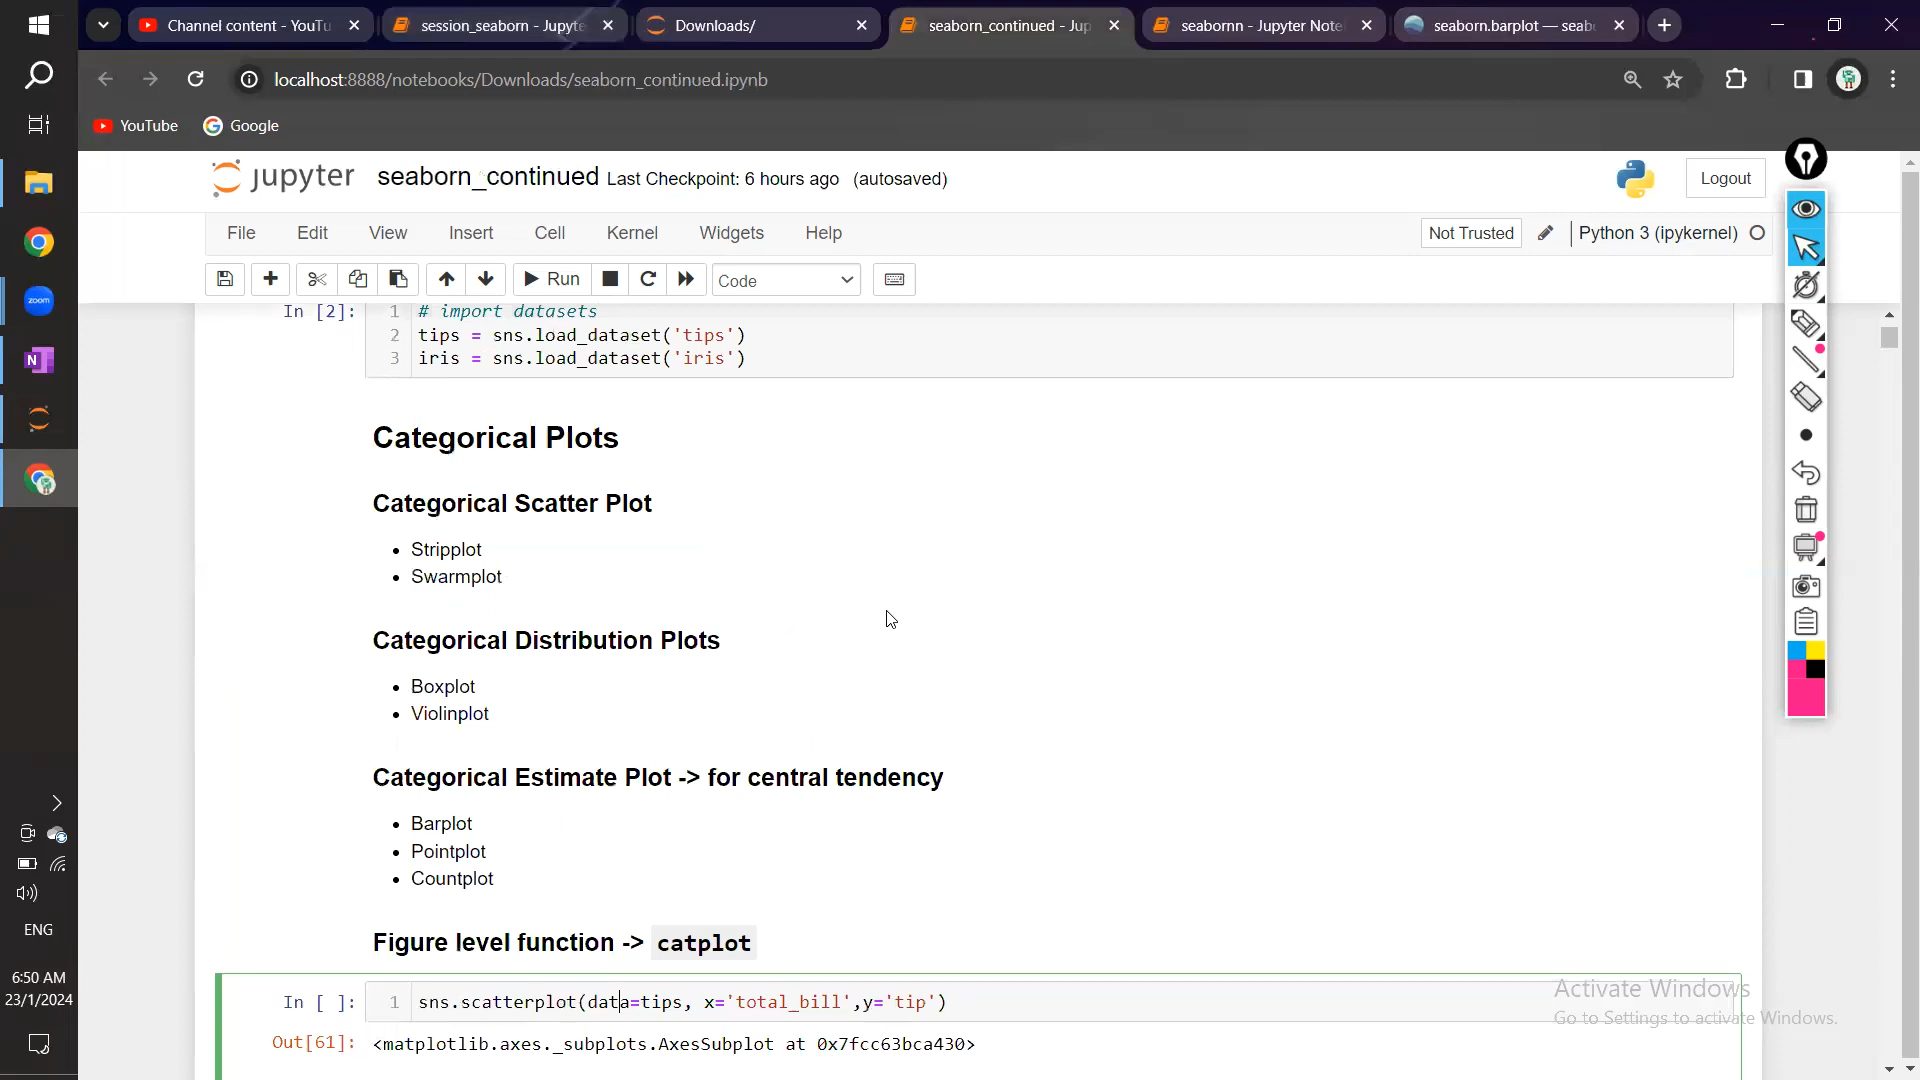 Channel content - YouTu
session_seaborn - Jupyte
Downloads/
seaborn_continued - Jup
seabornn - Jupyter Note
seaborn.barplot — seab
localhost:8888/notebooks/Downloads/seaborn_continued.ipynb
YouTube
Google
jupyter seaborn_continued Last Checkpoint: 6 hours ago (autosaved)
Logout
File Edit View Insert Cell Kernel Widgets Help
Not Trusted
Python 3 (ipykernel)
Run
Code
In [2]:
1 # import datasets
2 tips = sns.load_dataset('tips')
3 iris = sns.load_dataset('iris')
Categorical Plots
Categorical Scatter Plot
• Stripplot
• Swarmplot
Categorical Distribution Plots
• Boxplot
• Violinplot
Categorical Estimate Plot -> for central tendency
• Barplot
• Pointplot
• Countplot
Figure level function -> catplot
In [ ]: 1 sns.scatterplot(data=tips, x='total_bill',y='tip')
Out[61]: <matplotlib.axes._subplots.AxesSubplot at 0x7fcc63bca430>
Activate Windows
Go to Settings to activate Windows.
zoom
N
ENG
6:50 AM
23/1/2024